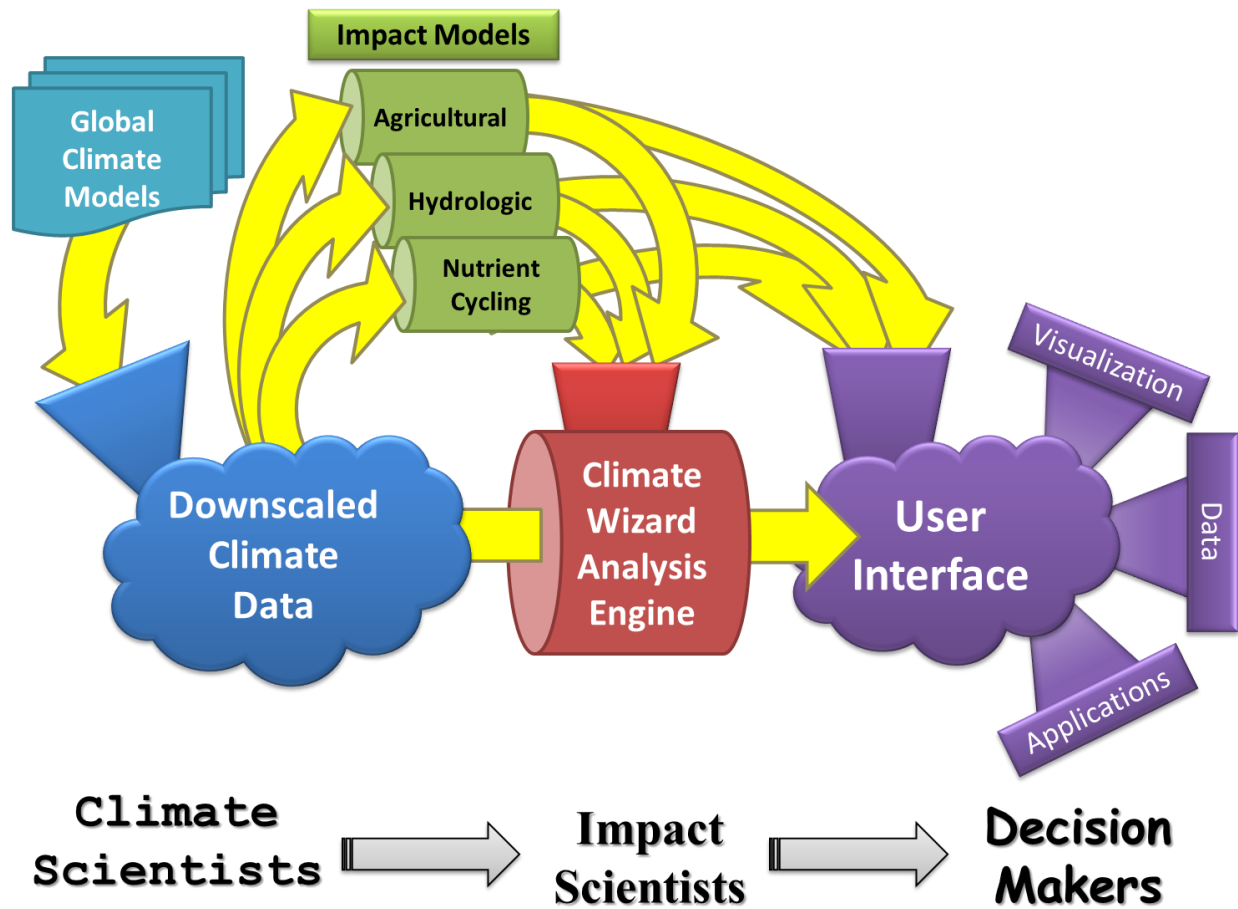 Impact Models
Global
Climate
Models
Agricultural
Hydrologic
Nutrient
Cycling
Downscaled
Climate
Data
Climate
Wizard
Analysis
Engine
User
Interface
Visualization
Data
Applications
Climate
Scientists
Impact
Scientists
Decision
Makers